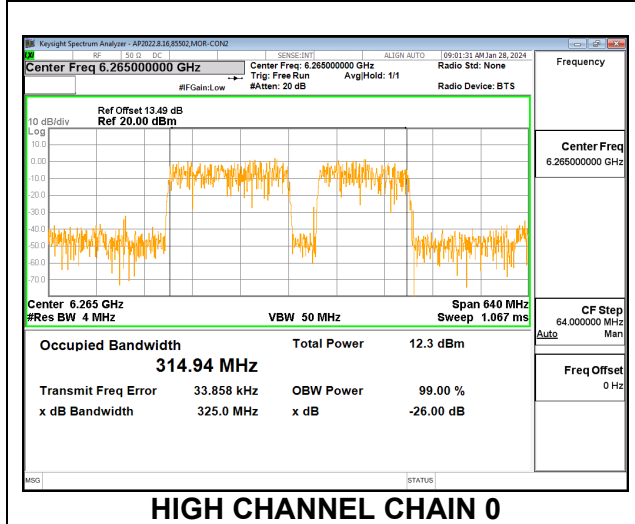 Keysight Spectrum Analyzer - AP2022.8.16,85502,MOR-CON2
RF 50 Ω DC SENSE:INT ALIGN AUTO 09:01:31 AM Jan 28, 2024
Center Freq 6.265000000 GHz Center Freq: 6.265000000 GHz Radio Std: None Frequency
Trig: Free Run Avg|Hold: 1/1
#IFGain:Low #Atten: 20 dB Radio Device: BTS
Ref Offset 13.49 dB
10 dB/div Ref 20.00 dBm
Log
10.0
0.00
-10.0
-20.0
-30.0
-40.0
-50.0
-60.0
-70.0
Center Freq
6.265000000 GHz
Center 6.265 GHz Span 640 MHz
#Res BW 4 MHz VBW 50 MHz Sweep 1.067 ms
CF Step
64.000000 MHz
Auto Man
Occupied Bandwidth Total Power 12.3 dBm
314.94 MHz
Freq Offset
0 Hz
Transmit Freq Error 33.858 kHz OBW Power 99.00 %
x dB Bandwidth 325.0 MHz x dB -26.00 dB
MSG STATUS
HIGH CHANNEL CHAIN 0